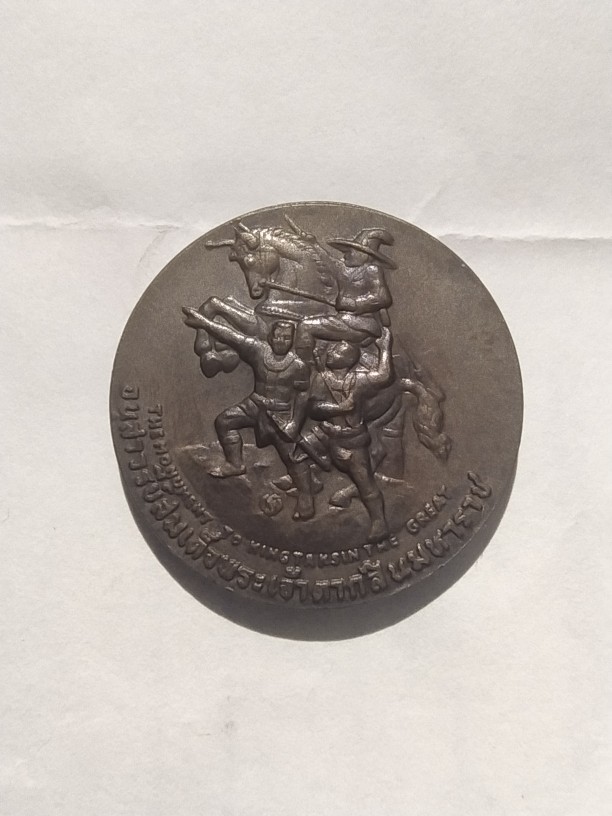 THE MONUMENT TO KING TAKSIN THE GREAT
อนุสาวรีย์สมเด็จพระเจ้าตากสินมหาราช